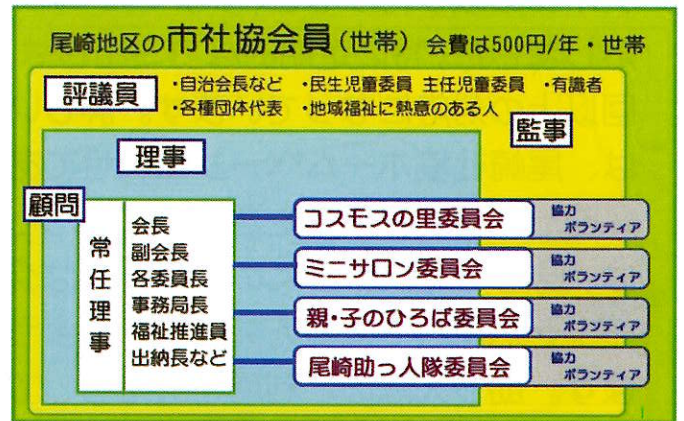 尾崎地区の市社協会員（世帯） 会費は500円/年・世帯
評議員
・自治会長など ・民生児童委員 主任児童委員 ・有識者
・各種団体代表 ・地域福祉に熱意のある人
監事
理事
顧問
常任理事
会長
副会長
各委員長
事務局長
福祉推進員
出納長など
コスモスの里委員会
協力
ボランティア
ミニサロン委員会
協力
ボランティア
親・子のひろば委員会
協力
ボランティア
尾崎助っ人隊委員会
協力
ボランティア